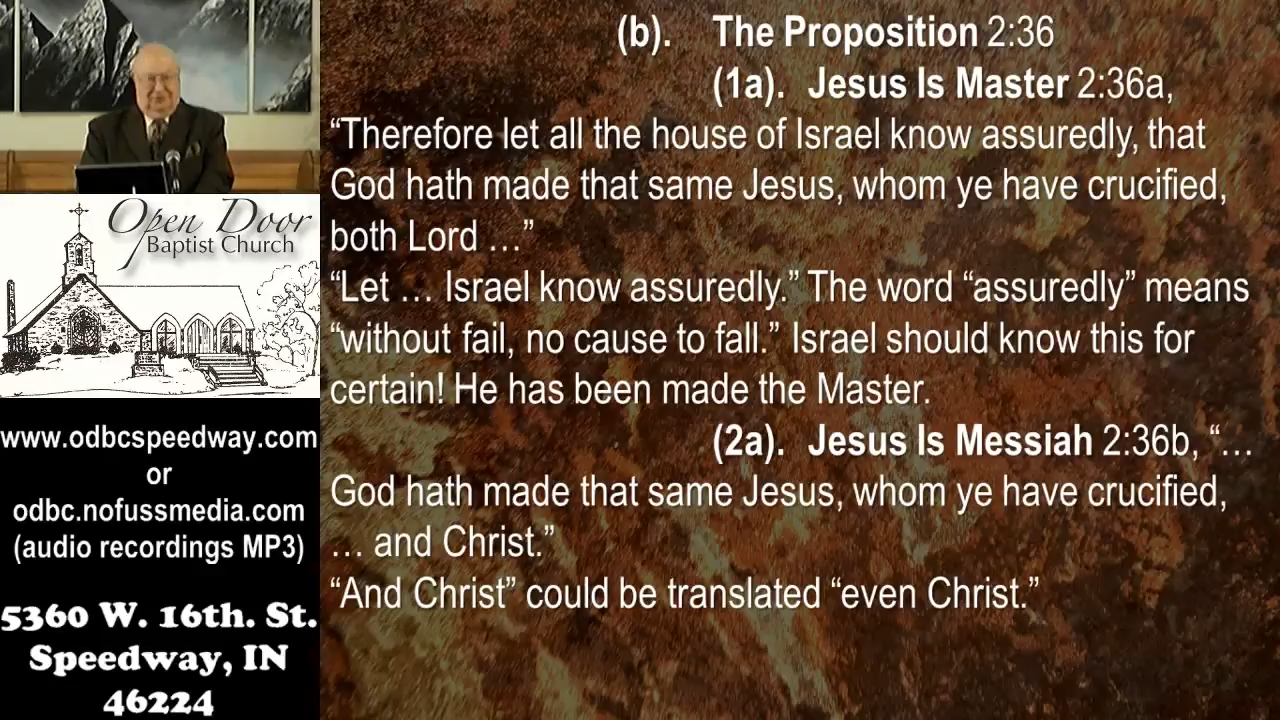 (b). The Proposition 2:36
(1a). Jesus Is Master 2:36a,
“Therefore let all the house of Israel know assuredly, that
God hath made that same Jesus, whom ye have crucified,
both Lord …”
“Let … Israel know assuredly.” The word “assuredly” means
“without fail, no cause to fall.” Israel should know this for
certain! He has been made the Master.
(2a). Jesus Is Messiah 2:36b, “…
God hath made that same Jesus, whom ye have crucified,
… and Christ.”
“And Christ” could be translated “even Christ.”
Open Door
Baptist Church
www.odbcspeedway.com
or
odbc.nofussmedia.com
(audio recordings MP3)
5360 W. 16th. St.
Speedway, IN
46224